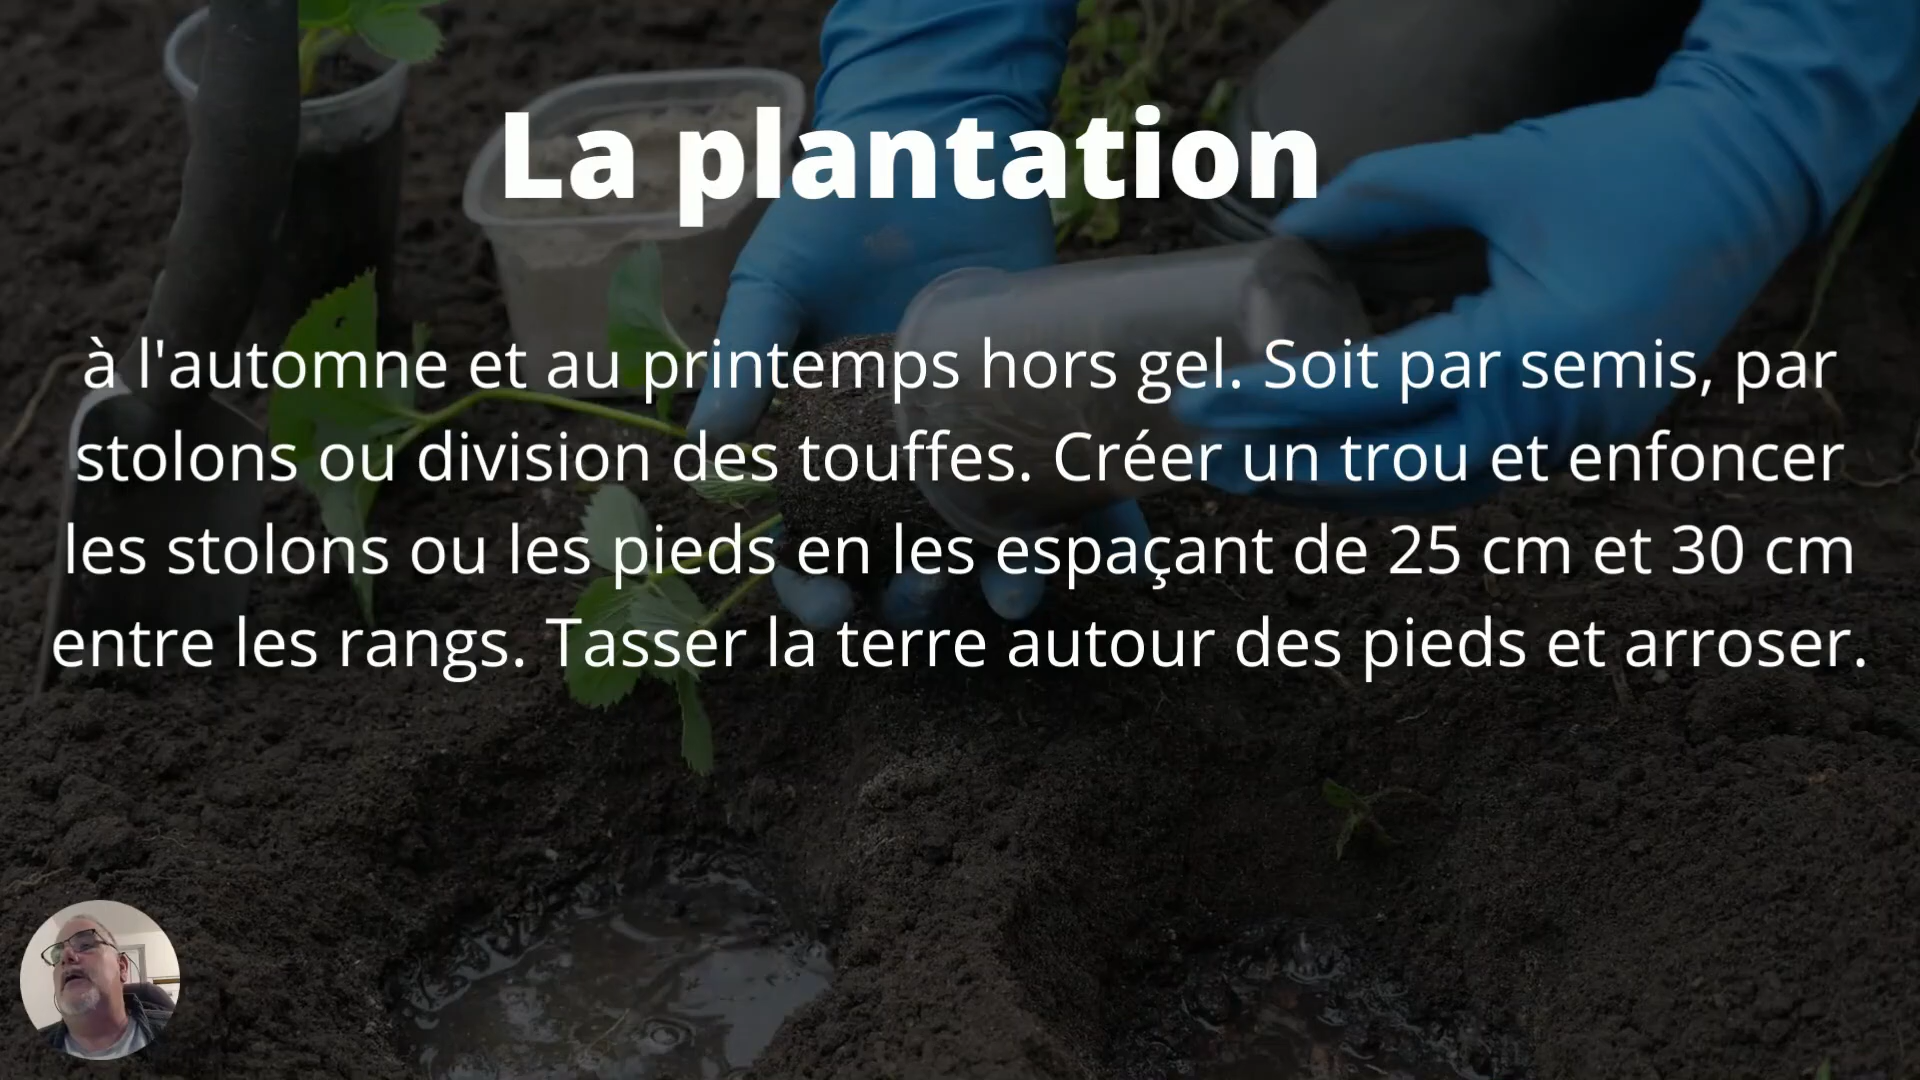 La plantation
à l'automne et au printemps hors gel. Soit par semis, par
stolons ou division des touffes. Créer un trou et enfoncer
les stolons ou les pieds en les espaçant de 25 cm et 30 cm
entre les rangs. Tasser la terre autour des pieds et arroser.